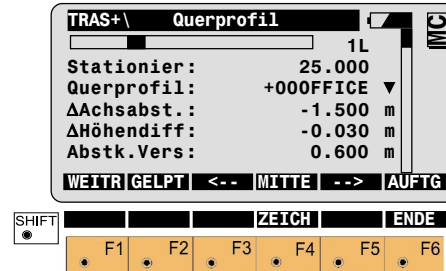 TRAS+\ Querprofil
MC
1L
Stationier: 25.000
Querprofil: +000FFICE ▼
ΔAchsabst.: -1.500 m
ΔHöhendiff: -0.030 m
Abstk.Vers: 0.600 m
WEITR GELPT <-- MITTE --> AUFTG
SHIFT ZEICH ENDE
F1 F2 F3 F4 F5 F6